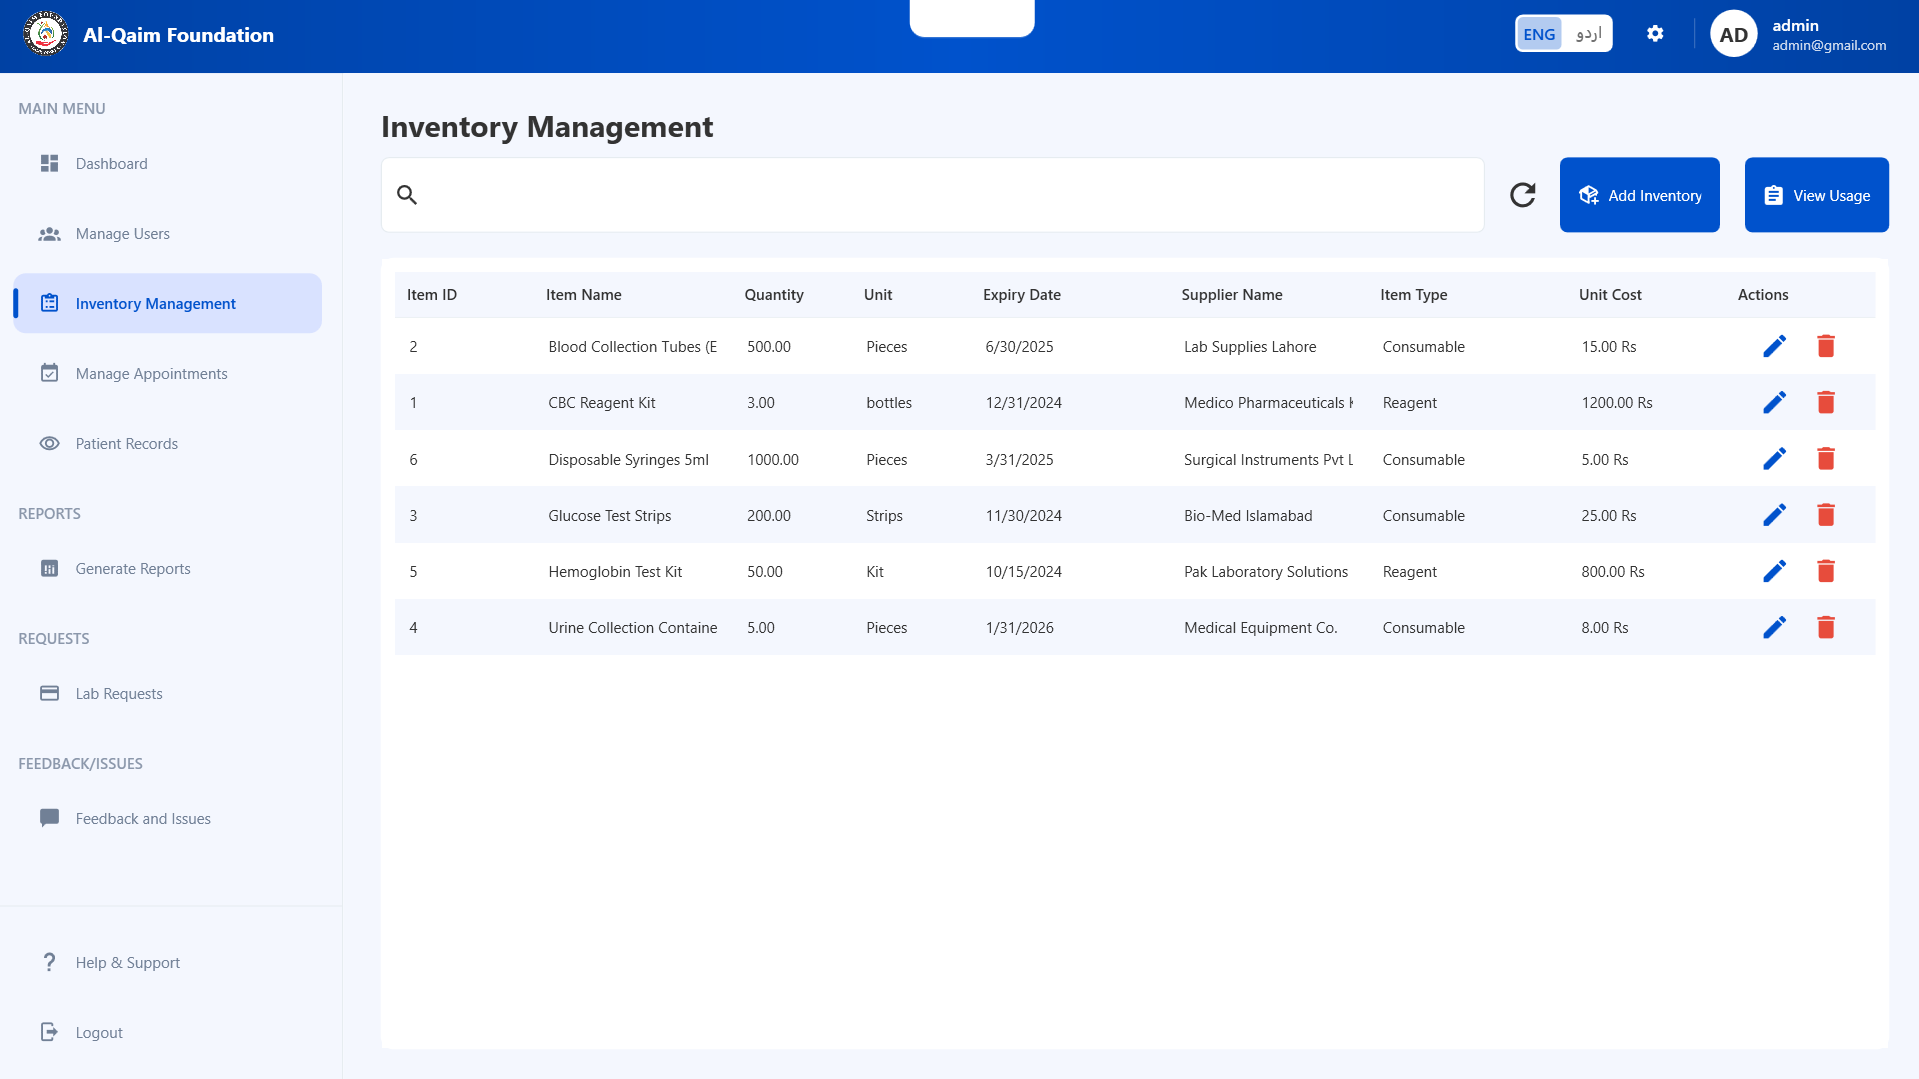 Al-Qaim Foundation
ENG اردو
AD
admin
admin@gmail.com
MAIN MENU
Dashboard
Manage Users
Inventory Management
Manage Appointments
Patient Records
REPORTS
Generate Reports
REQUESTS
Lab Requests
FEEDBACK/ISSUES
Feedback and Issues
Help & Support
Logout
Inventory Management
Add Inventory
View Usage
Item ID Item Name Quantity Unit Expiry Date Supplier Name Item Type Unit Cost Actions
2 Blood Collection Tubes (E 500.00 Pieces 6/30/2025 Lab Supplies Lahore Consumable 15.00 Rs
1 CBC Reagent Kit 3.00 bottles 12/31/2024 Medico Pharmaceuticals Reagent 1200.00 Rs
6 Disposable Syringes 5ml 1000.00 Pieces 3/31/2025 Surgical Instruments Pvt L Consumable 5.00 Rs
3 Glucose Test Strips 200.00 Strips 11/30/2024 Bio-Med Islamabad Consumable 25.00 Rs
5 Hemoglobin Test Kit 50.00 Kit 10/15/2024 Pak Laboratory Solutions Reagent 800.00 Rs
4 Urine Collection Containe 5.00 Pieces 1/31/2026 Medical Equipment Co. Consumable 8.00 Rs